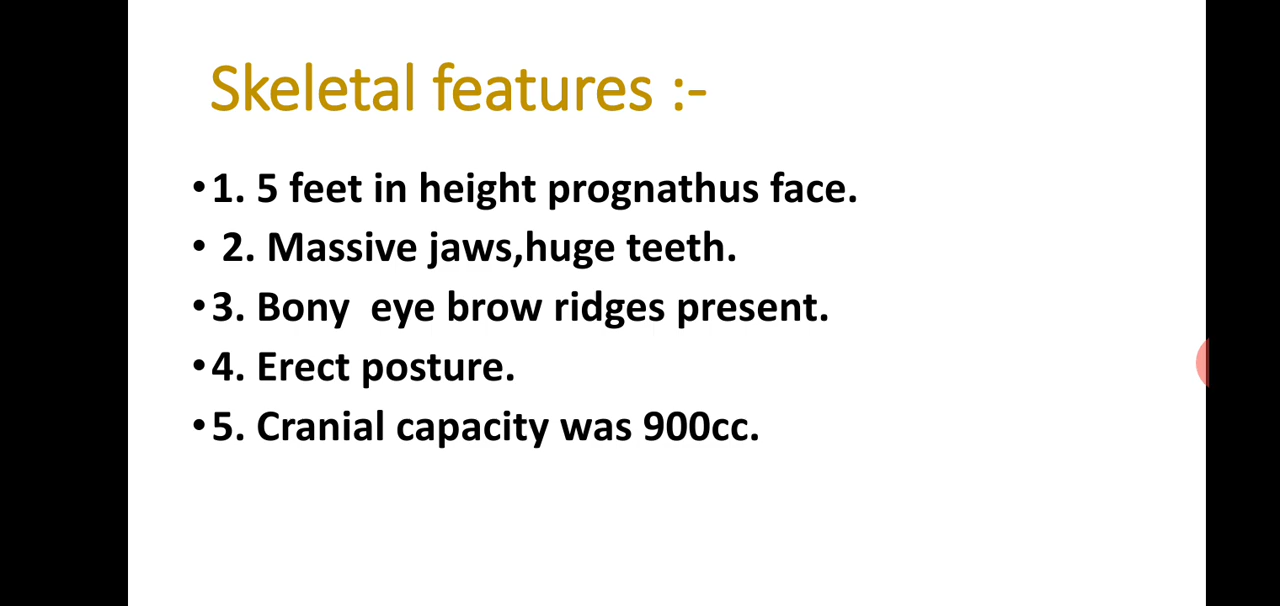 Skeletal features :-
•1. 5 feet in height prognathus face.
• 2. Massive jaws,huge teeth.
•3. Bony  eye brow ridges present.
•4. Erect posture.
•5. Cranial capacity was 900cc.